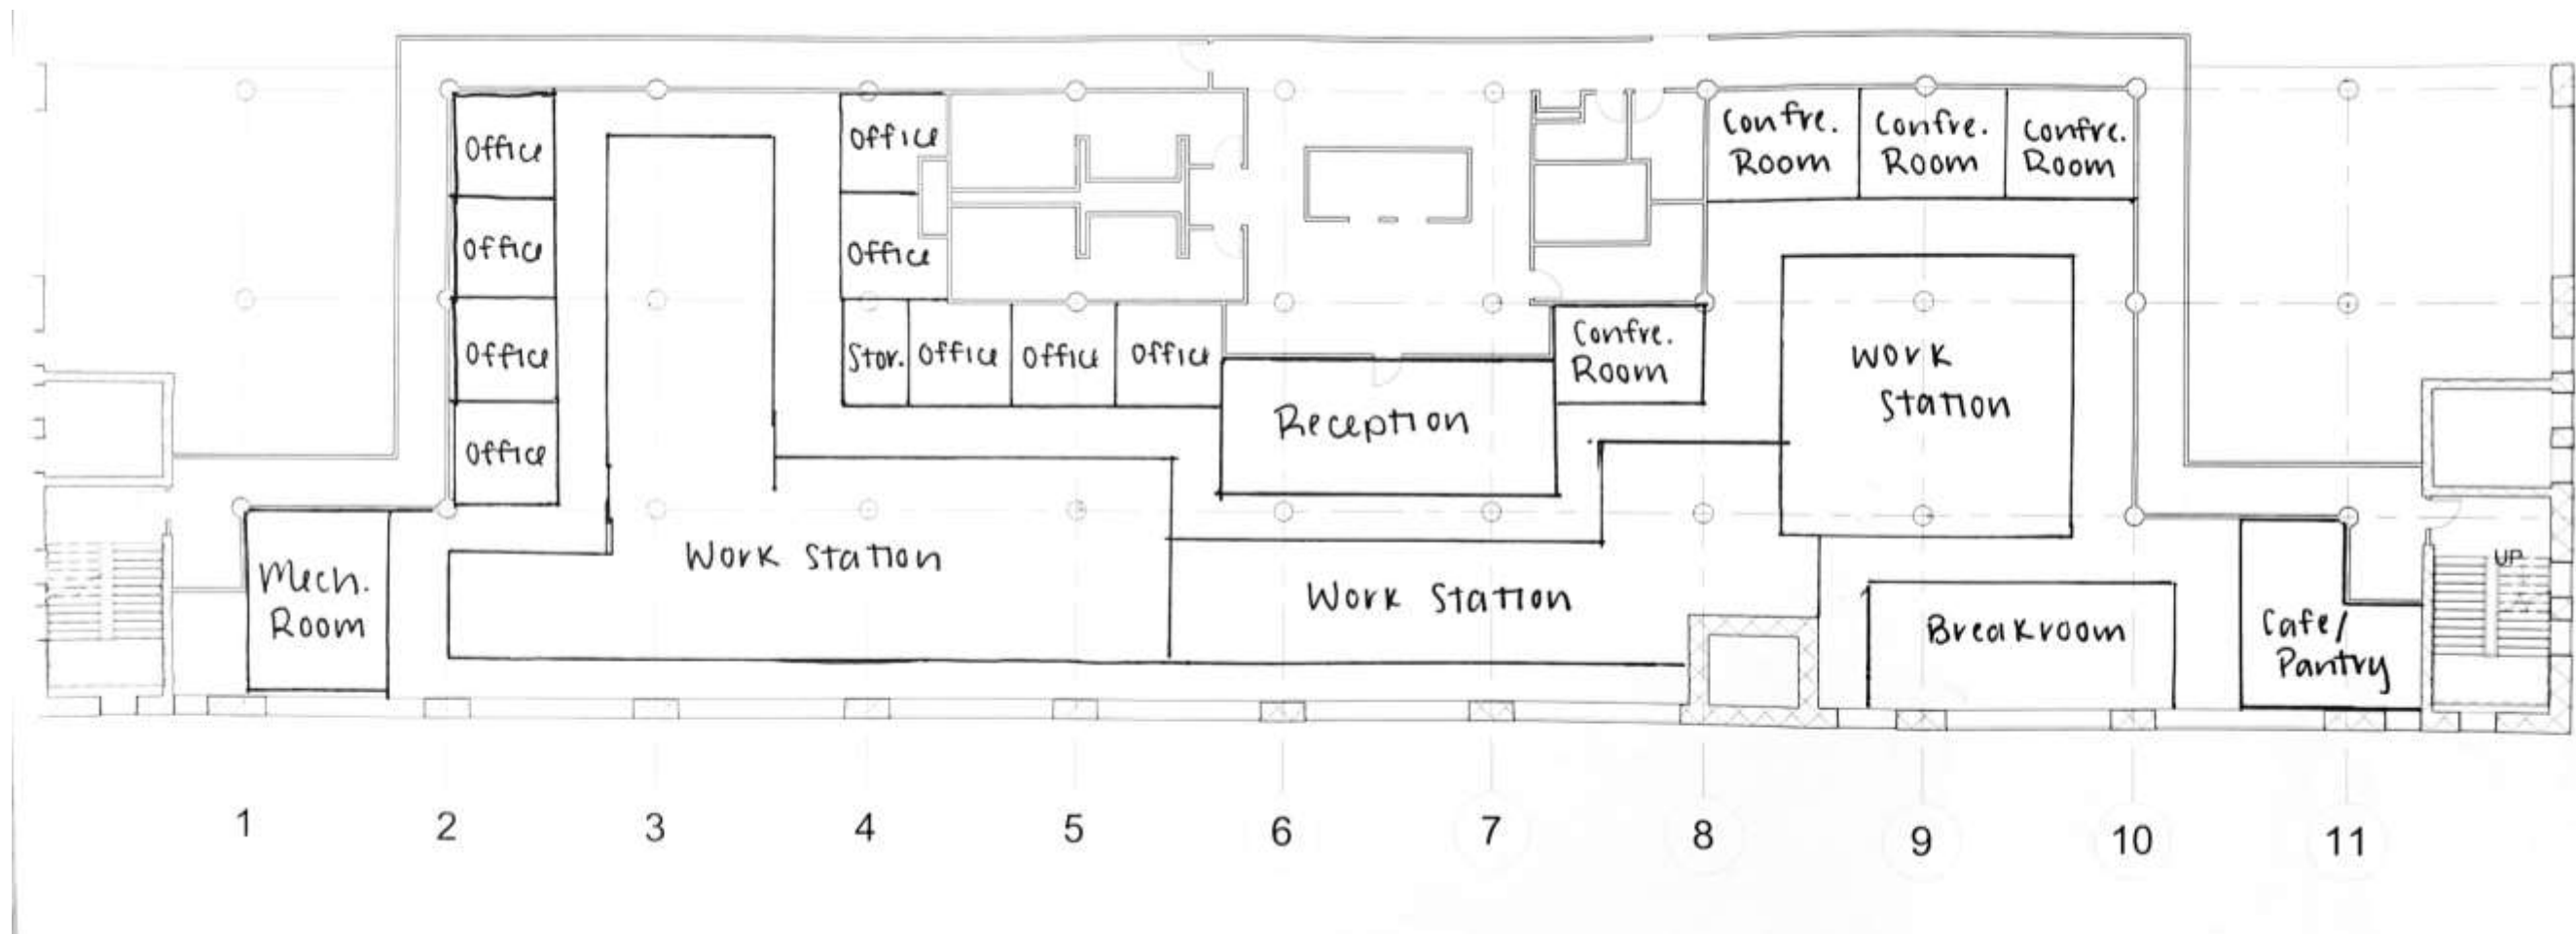 Office
Office
Office
Office
Office
Office
Stor.
Office
Office
Office
Confre.
Room
Confre.
Room
Confre.
Room
Confre.
Room
Reception
Work
Station
Work Station
Work Station
Mech.
Room
Breakroom
Cafe/
Pantry
UP
1 2 3 4 5 6 7 8 9 10 11